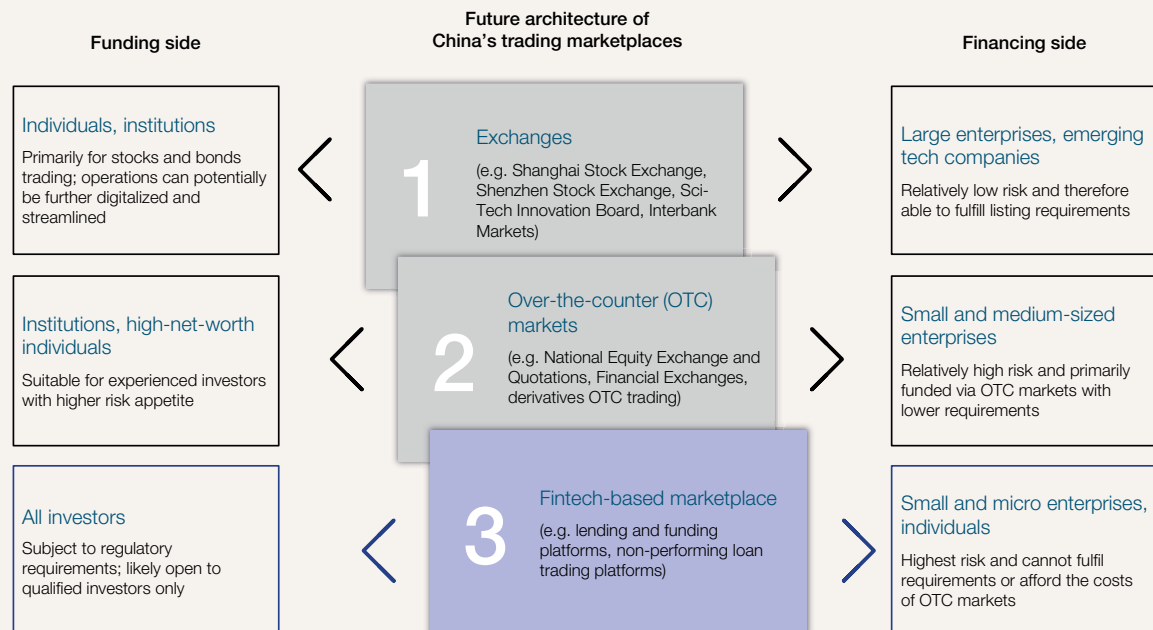 Funding side
Future architecture of
China's trading marketplaces
Financing side
Individuals, institutions
Primarily for stocks and bonds
trading; operations can potentially
be further digitalized and
streamlined
1
Exchanges
(e.g. Shanghai Stock Exchange,
Shenzhen Stock Exchange, Sci-
Tech Innovation Board, Interbank
Markets)
Large enterprises, emerging
tech companies
Relatively low risk and therefore
able to fulfill listing requirements
Institutions, high-net-worth
individuals
Suitable for experienced investors
with higher risk appetite
2
Over-the-counter (OTC)
markets
(e.g. National Equity Exchange and
Quotations, Financial Exchanges,
derivatives OTC trading)
Small and medium-sized
enterprises
Relatively high risk and primarily
funded via OTC markets with
lower requirements
All investors
Subject to regulatory
requirements; likely open to
qualified investors only
3
Fintech-based marketplace
(e.g. lending and funding
platforms, non-performing loan
trading platforms)
Small and micro enterprises,
individuals
Highest risk and cannot fulfil
requirements or afford the costs
of OTC markets